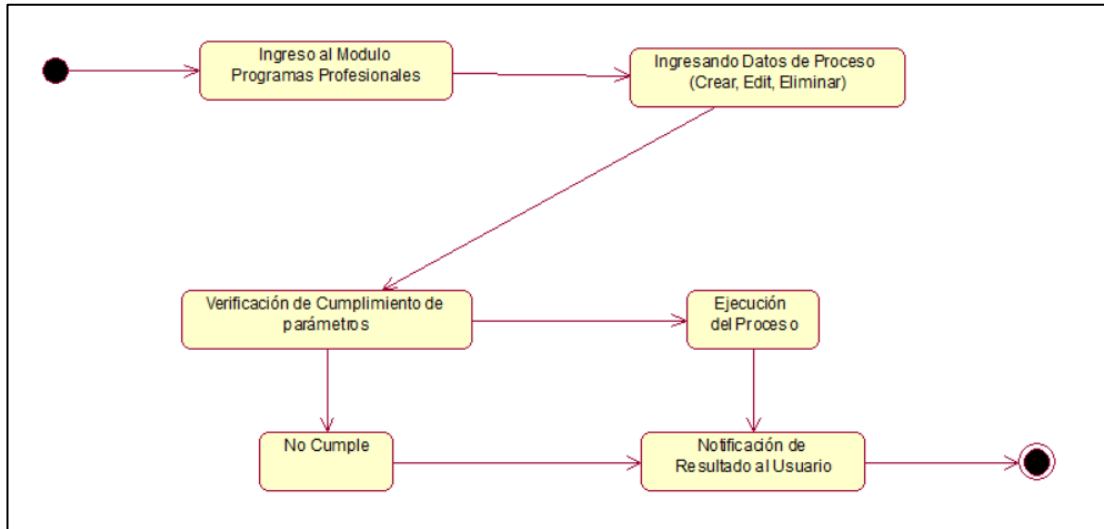 Ingreso al Modulo
Programas Profesionales
Ingresando Datos de Proceso
(Crear, Edit, Eliminar)
Verificación de Cumplimiento de
parámetros
Ejecución
del Proceso
No Cumple
Notificación de
Resultado al Usuario